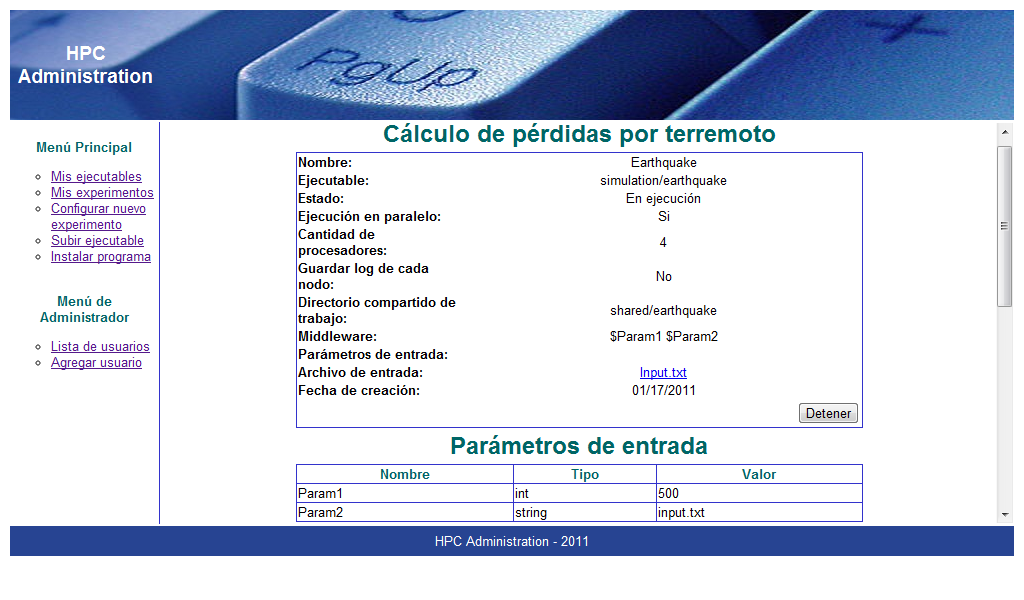 HPC
Administration
PgUp
Menú Principal
Mis ejecutables
Mis experimentos
Configurar nuevo
experimento
Subir ejecutable
Instalar programa
Menú de
Administrador
Lista de usuarios
Agregar usuario
Cálculo de pérdidas por terremoto
Nombre: Earthquake
Ejecutable: simulation/earthquake
Estado: En ejecución
Ejecución en paralelo: Si
Cantidad de
procesadores: 4
Guardar log de cada
nodo: No
Directorio compartido de
trabajo: shared/earthquake
Middleware: $Param1 $Param2
Parámetros de entrada:
Archivo de entrada: Input.txt
Fecha de creación: 01/17/2011
Detener
Parámetros de entrada
Nombre Tipo Valor
Param1 int 500
Param2 string input.txt
HPC Administration - 2011